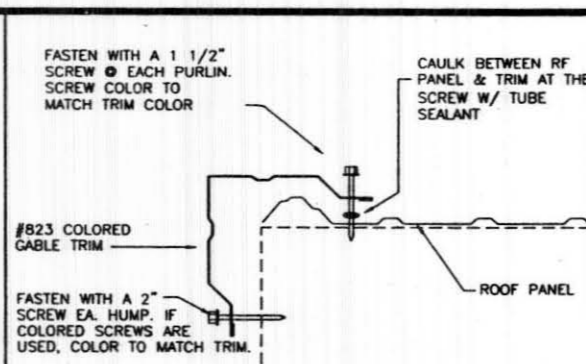 FASTEN WITH A 1 1/2"
SCREW @ EACH PURLIN.
SCREW COLOR TO
MATCH TRIM COLOR
CAULK BETWEEN RF
PANEL & TRIM AT THE
SCREW W/ TUBE
SEALANT
#823 COLORED
GABLE TRIM
ROOF PANEL
FASTEN WITH A 2"
SCREW EA. HUMP. IF
COLORED SCREWS ARE
USED, COLOR TO MATCH TRIM.